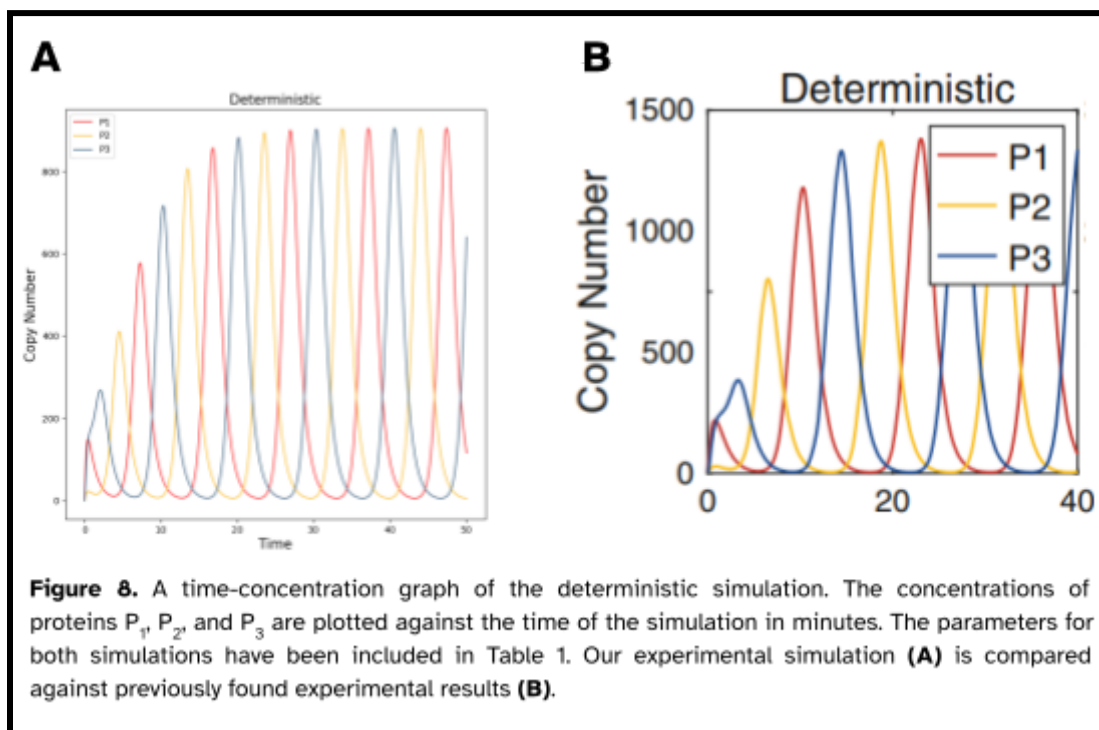 A
B
Deterministic
P1
P2
P3
800
600
400
200
0
Copy Number
0
10
20
30
40
50
Time
Deterministic
1500
1000
500
0
Copy Number
P1
P2
P3
0
20
40
Figure 8. A time-concentration graph of the deterministic simulation. The concentrations of
proteins P₁, P₂, and P₃ are plotted against the time of the simulation in minutes. The parameters for
both simulations have been included in Table 1. Our experimental simulation (A) is compared
against previously found experimental results (B).